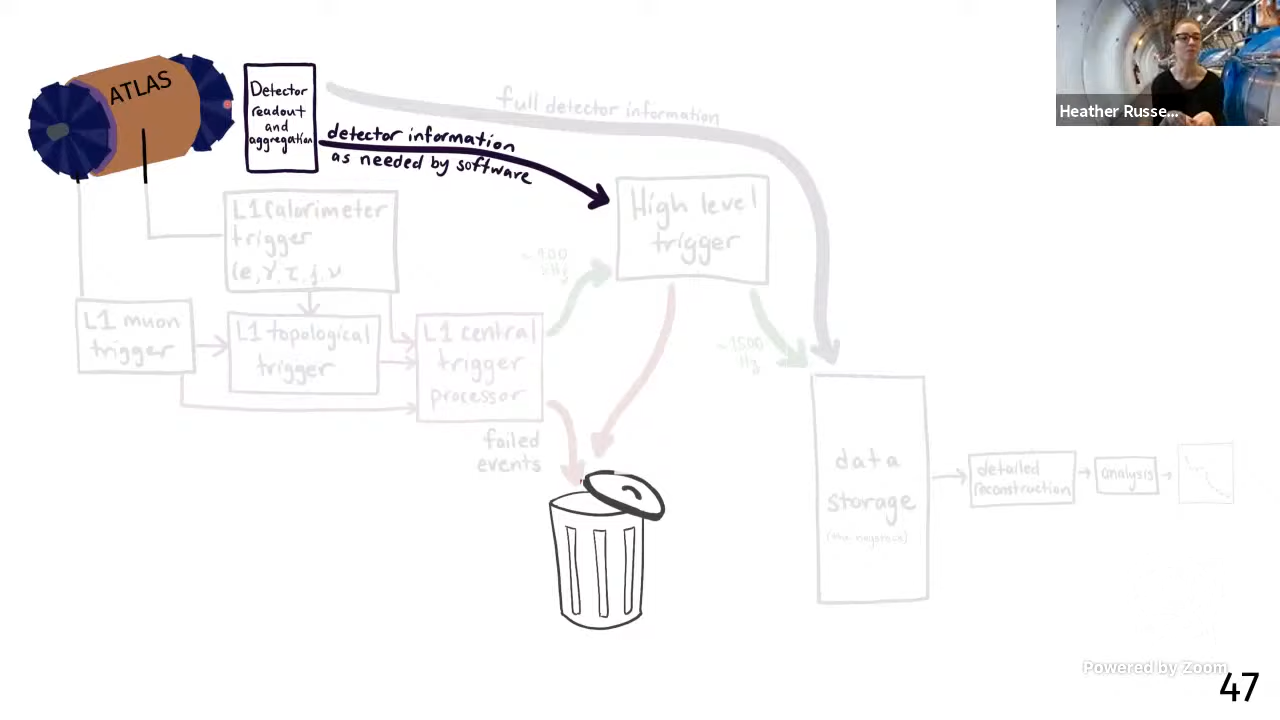 ATLAS
Detector
readout
and
aggregation
full detector information
detector information
as needed by software
High level
trigger
L1 Calorimeter
trigger
L1 muon
trigger
L1 topological
trigger
L1 central
trigger
processor
failed
events
~1500
Hz
data
storage
detailed
reconstruction
analysis
Heather Russe...
Powered by Zoom
47